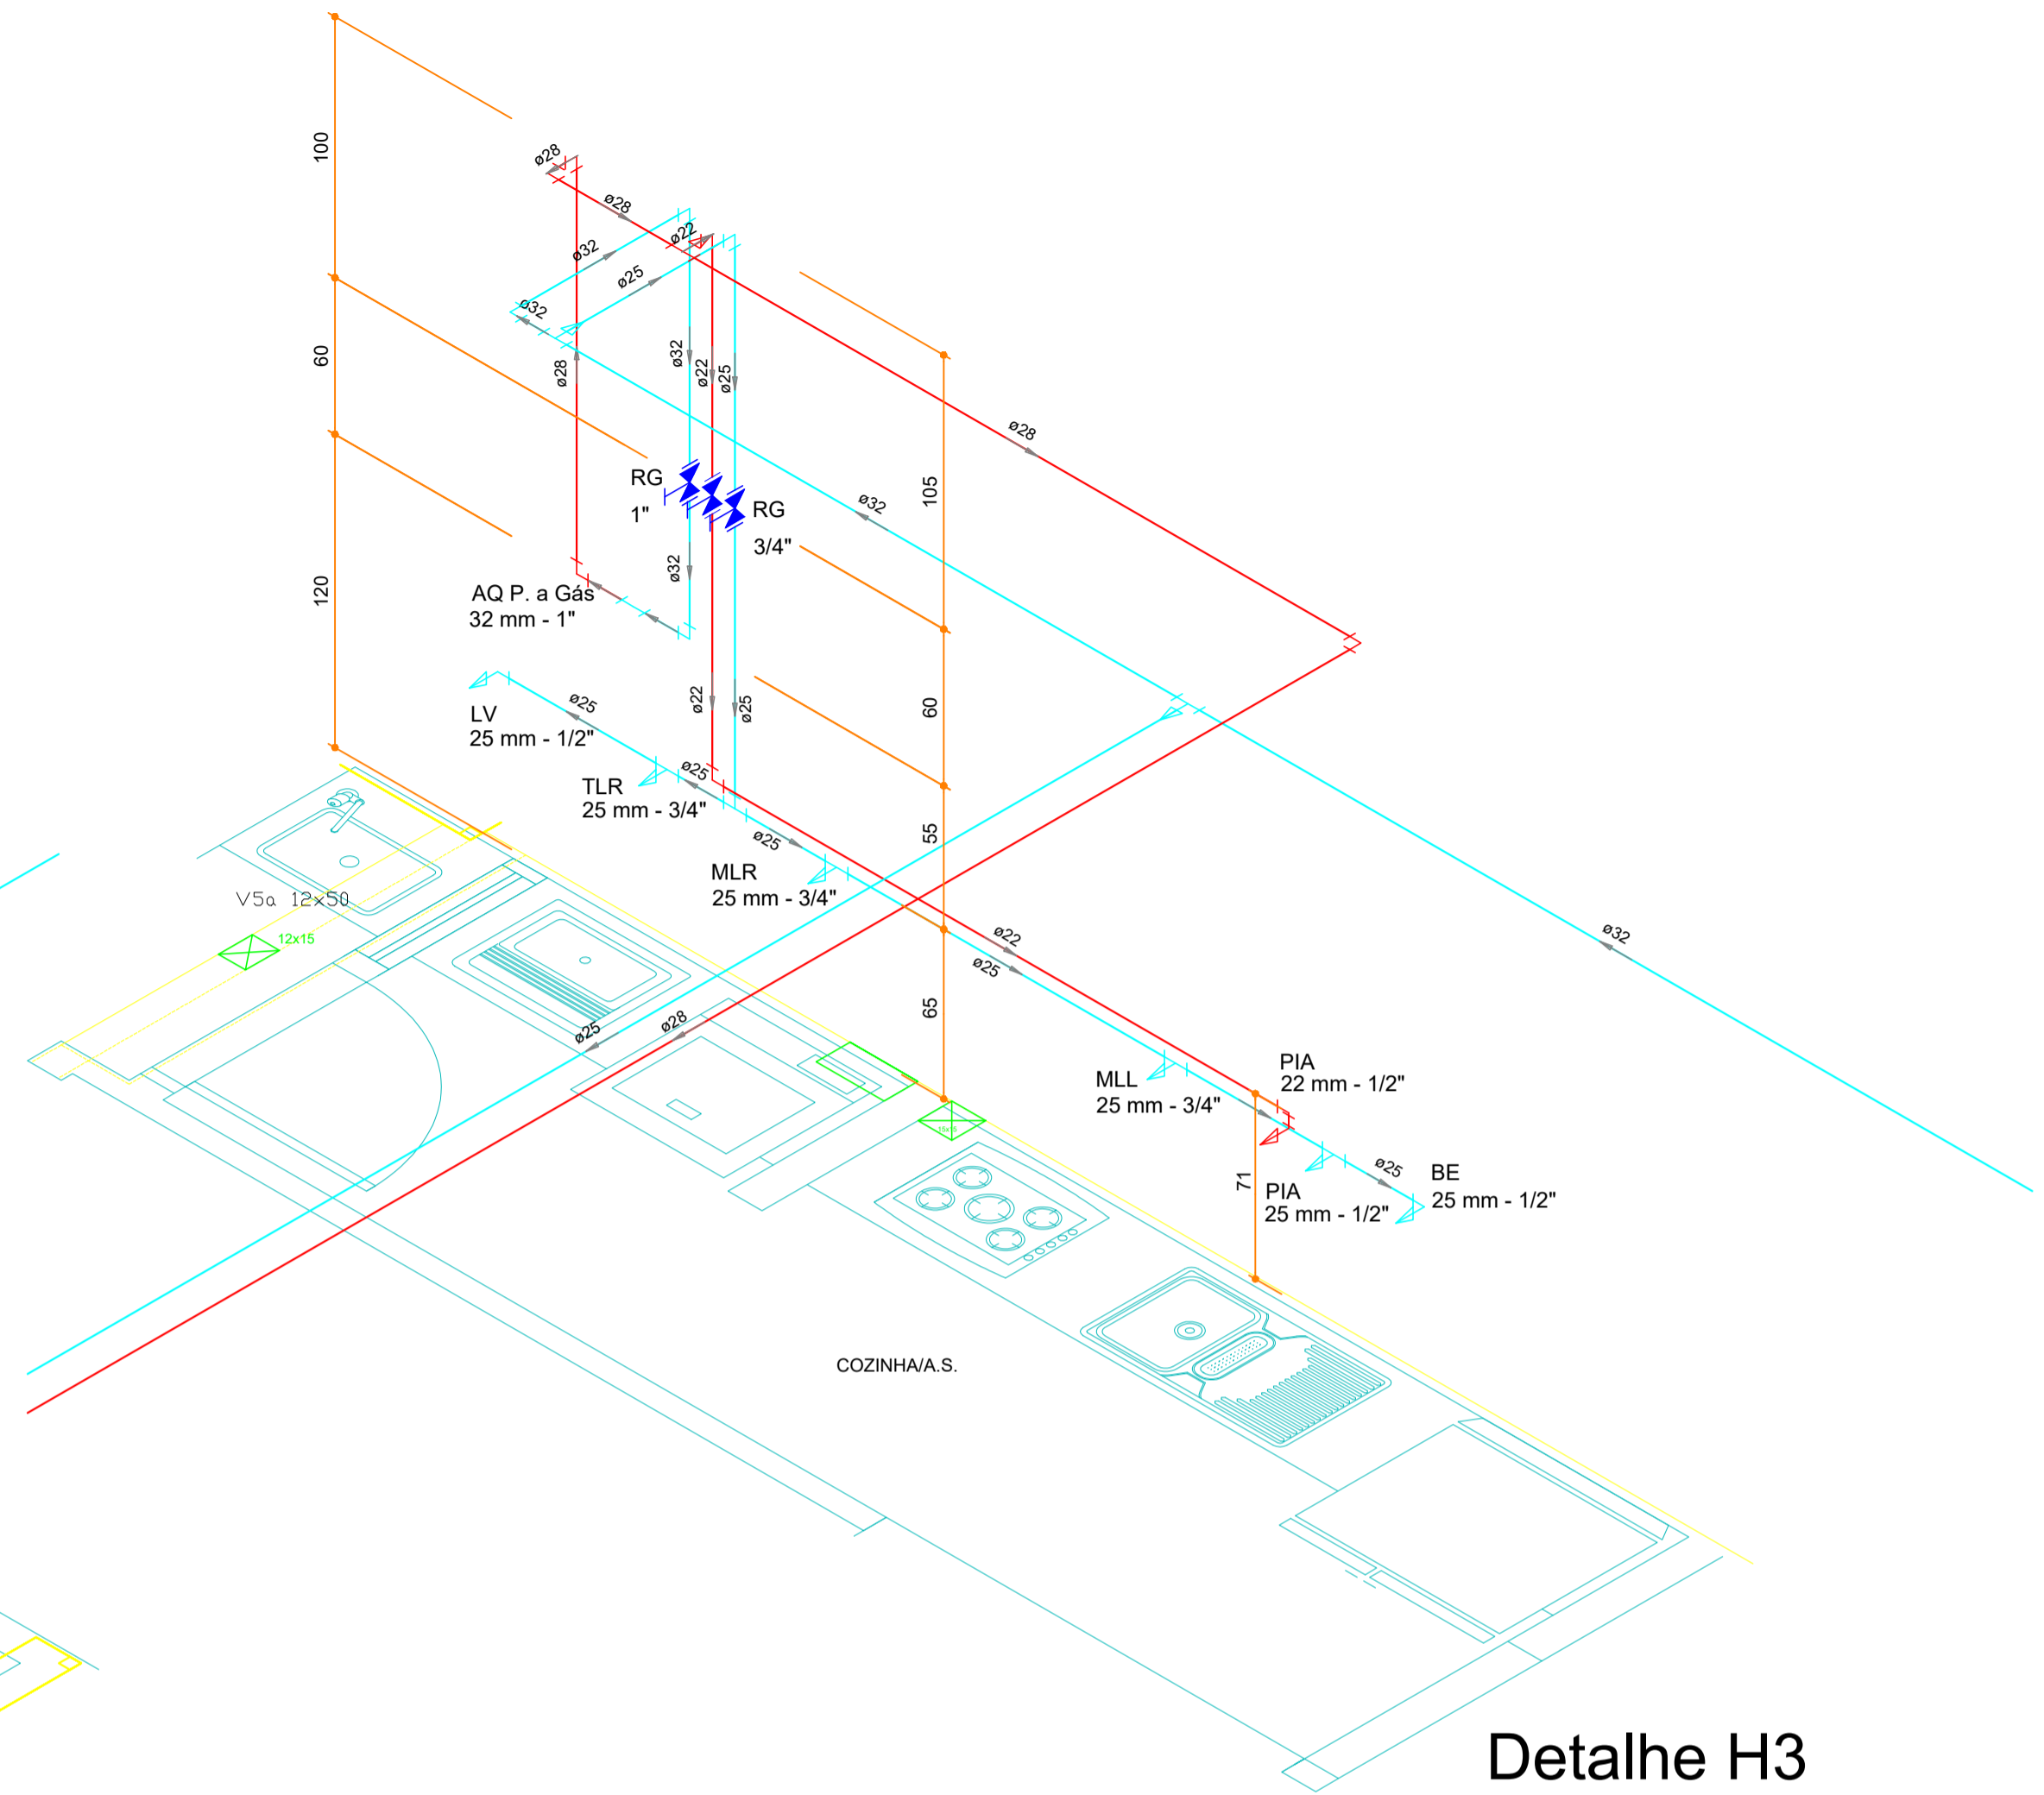 100
60
120
ø28
ø28
ø22
ø32
ø25
ø32
ø28
ø32
ø22
ø25
ø28
RG
1"
RG
3/4"
105
ø32
ø32
AQ P. a Gás
32 mm - 1"
ø22
ø25
60
ø25
LV
25 mm - 1/2"
ø25
TLR
25 mm - 3/4"
ø25
55
MLR
25 mm - 3/4"
V5a 12x50
12x15
ø22
ø25
ø32
65
ø25
ø28
PIA
22 mm - 1/2"
MLL
25 mm - 3/4"
15x15
71
PIA
25 mm - 1/2"
ø25
BE
25 mm - 1/2"
COZINHA/A.S.
Detalhe H3